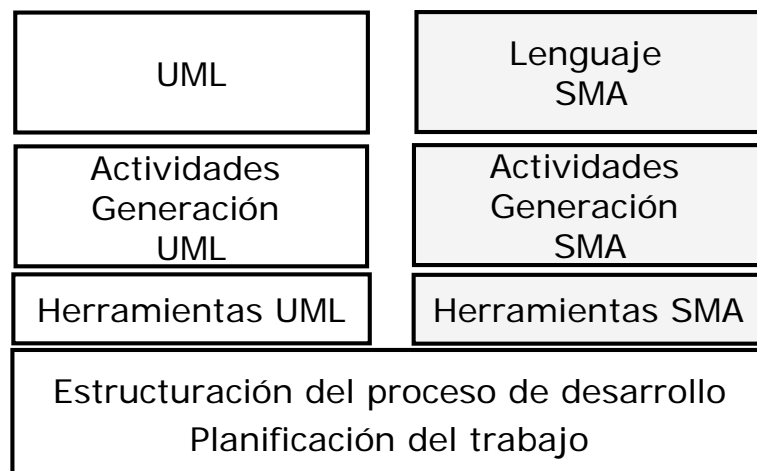 UML
Lenguaje
SMA
Actividades
Generación
UML
Actividades
Generación
SMA
Herramientas UML
Herramientas SMA
Estructuración del proceso de desarrollo
Planificación del trabajo